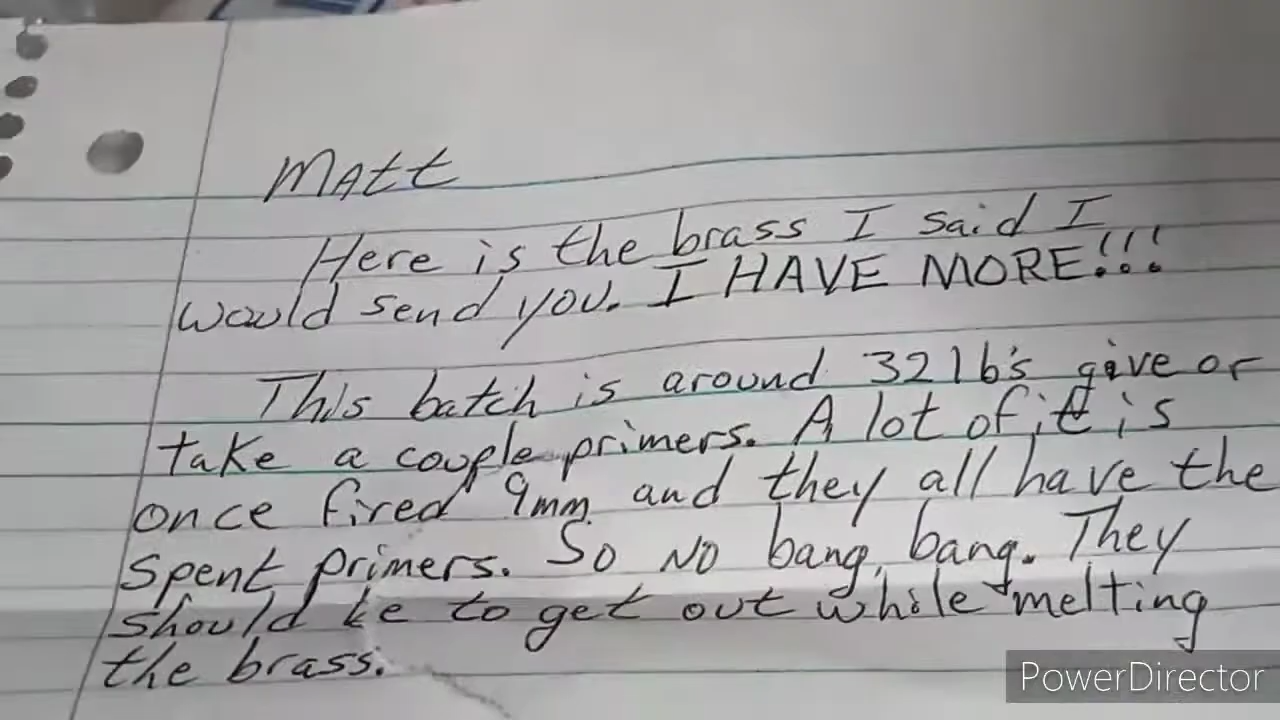 Matt
Here is the brass I said I
would send you. I HAVE MORE!!!
This batch is around 32 lb's give or
take a couple primers. A lot of it is
once fired 9mm and they all have the
spent primers. So No bang, bang. They
should be to get out while melting
the brass.
PowerDirector